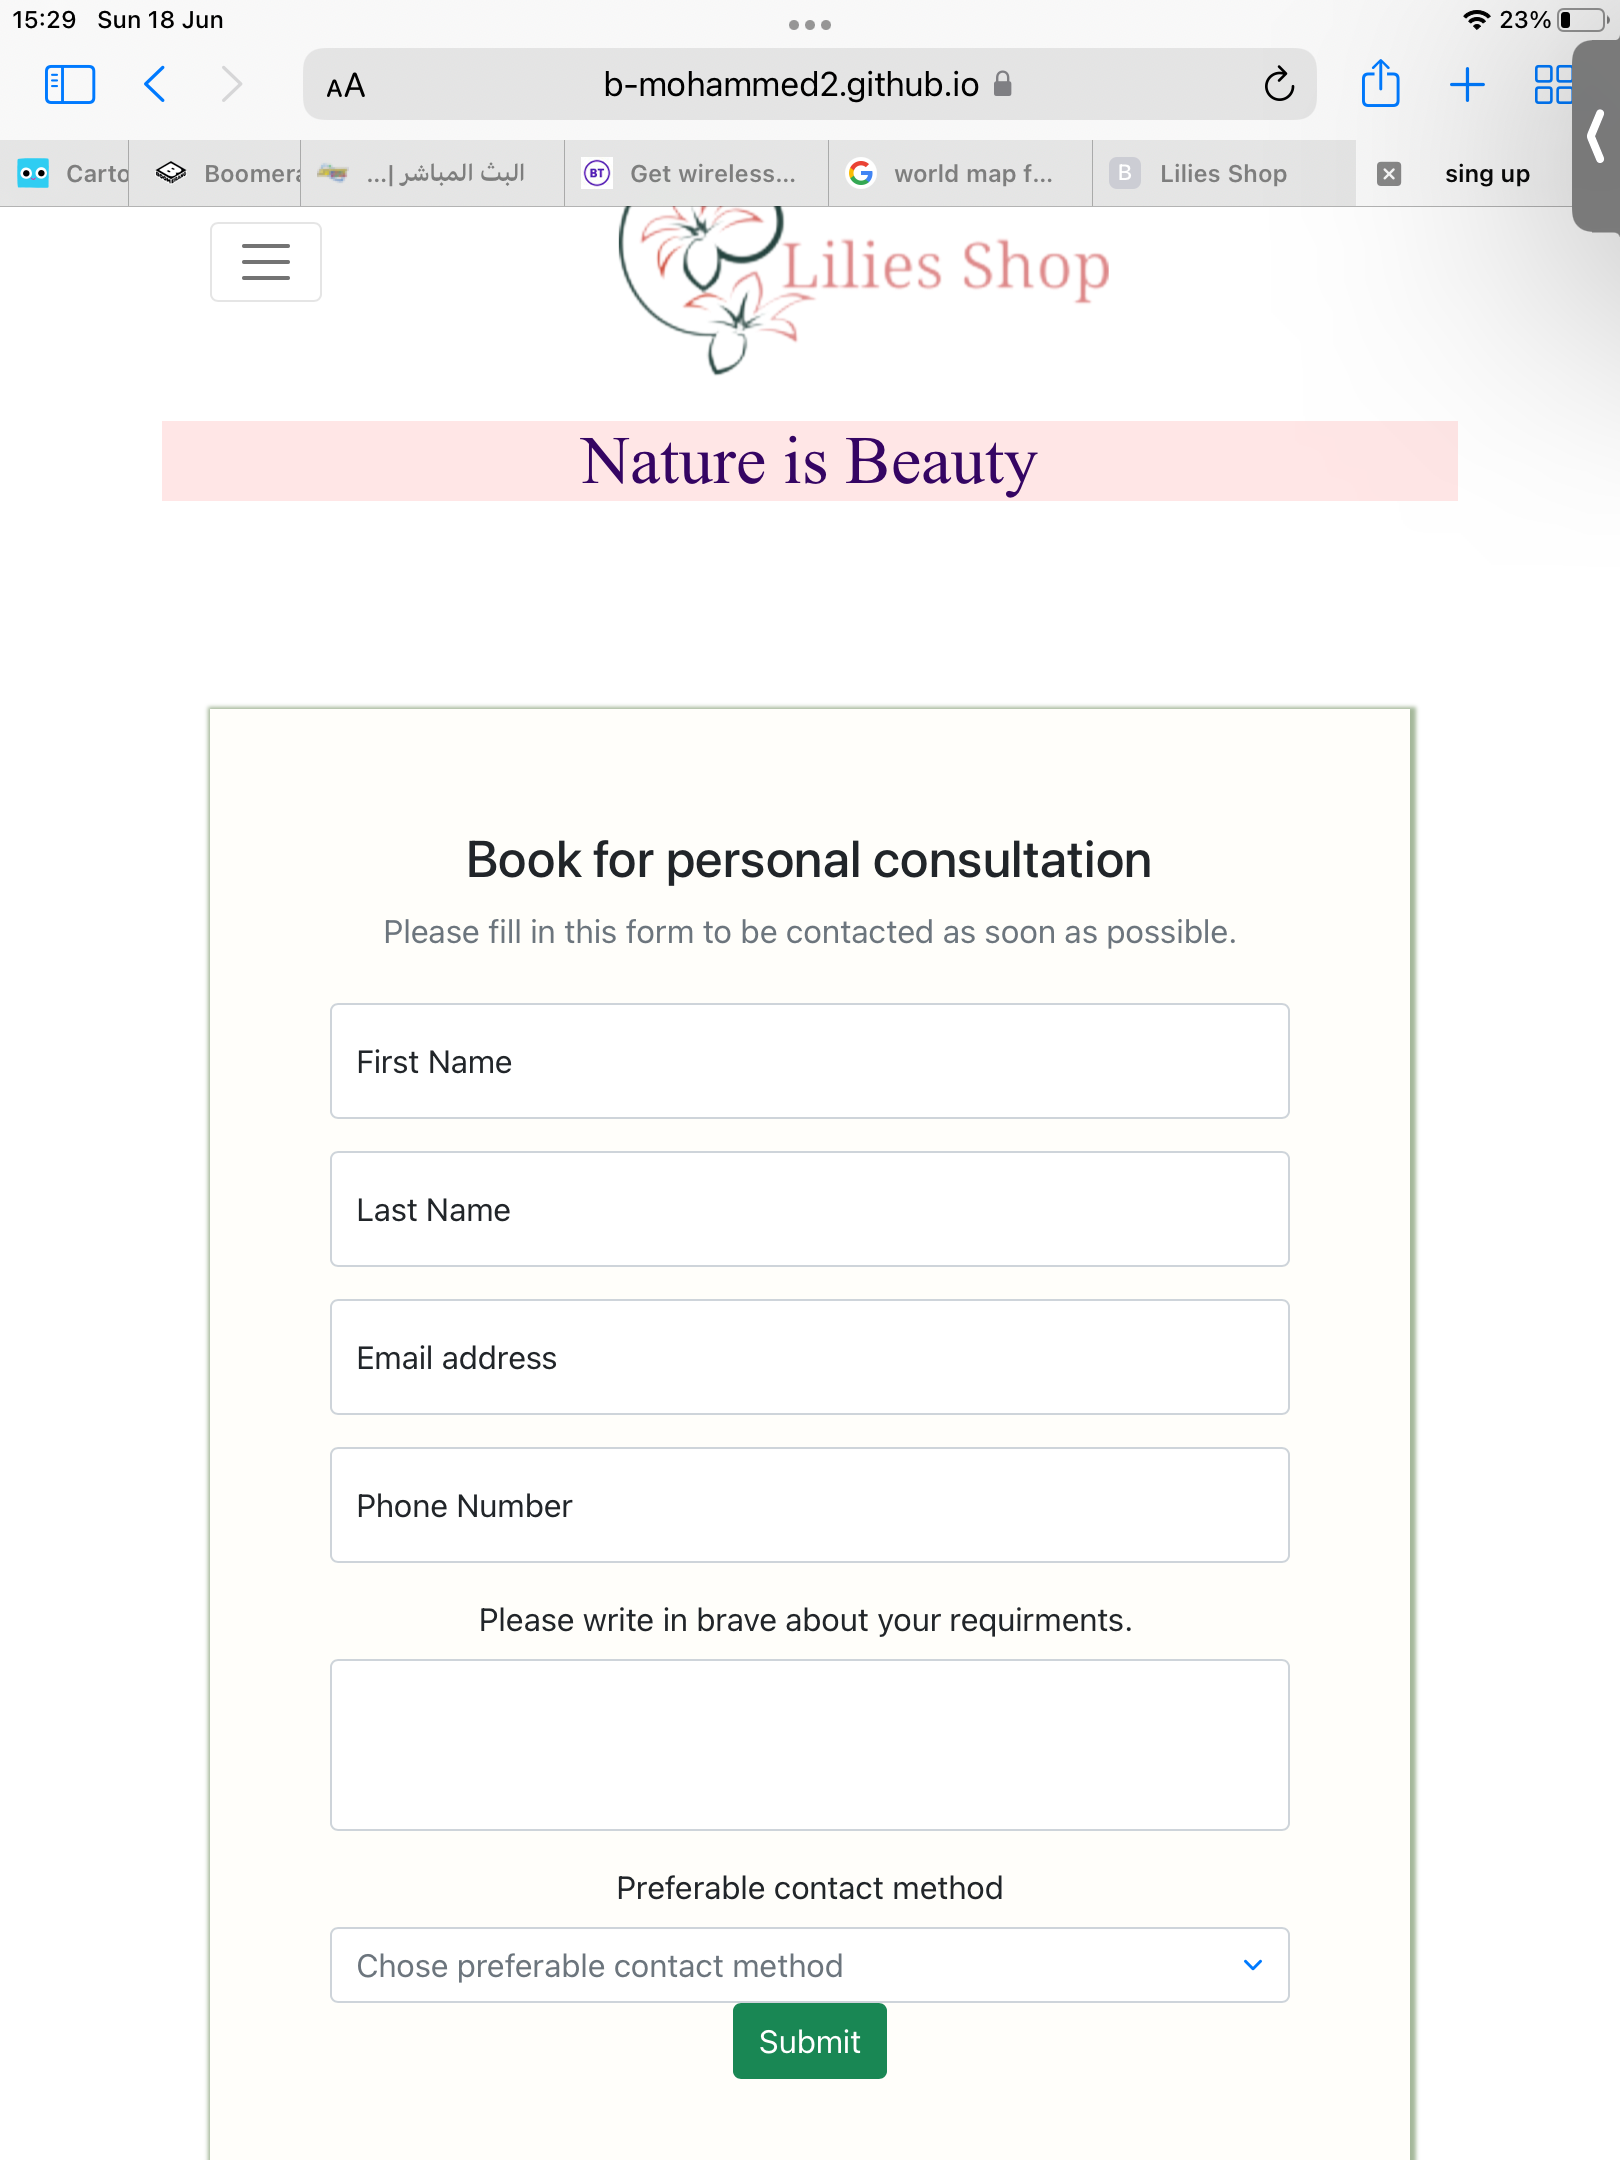 15:29 Sun 18 Jun
23%
AA b-mohammed2.github.io
Carto
Boomera
البث المباشر |...
BT Get wireless...
G world map f...
B Lilies Shop
sing up
Lilies Shop
Nature is Beauty
Book for personal consultation
Please fill in this form to be contacted as soon as possible.
First Name
Last Name
Email address
Phone Number
Please write in brave about your requirments.
Preferable contact method
Chose preferable contact method
Submit